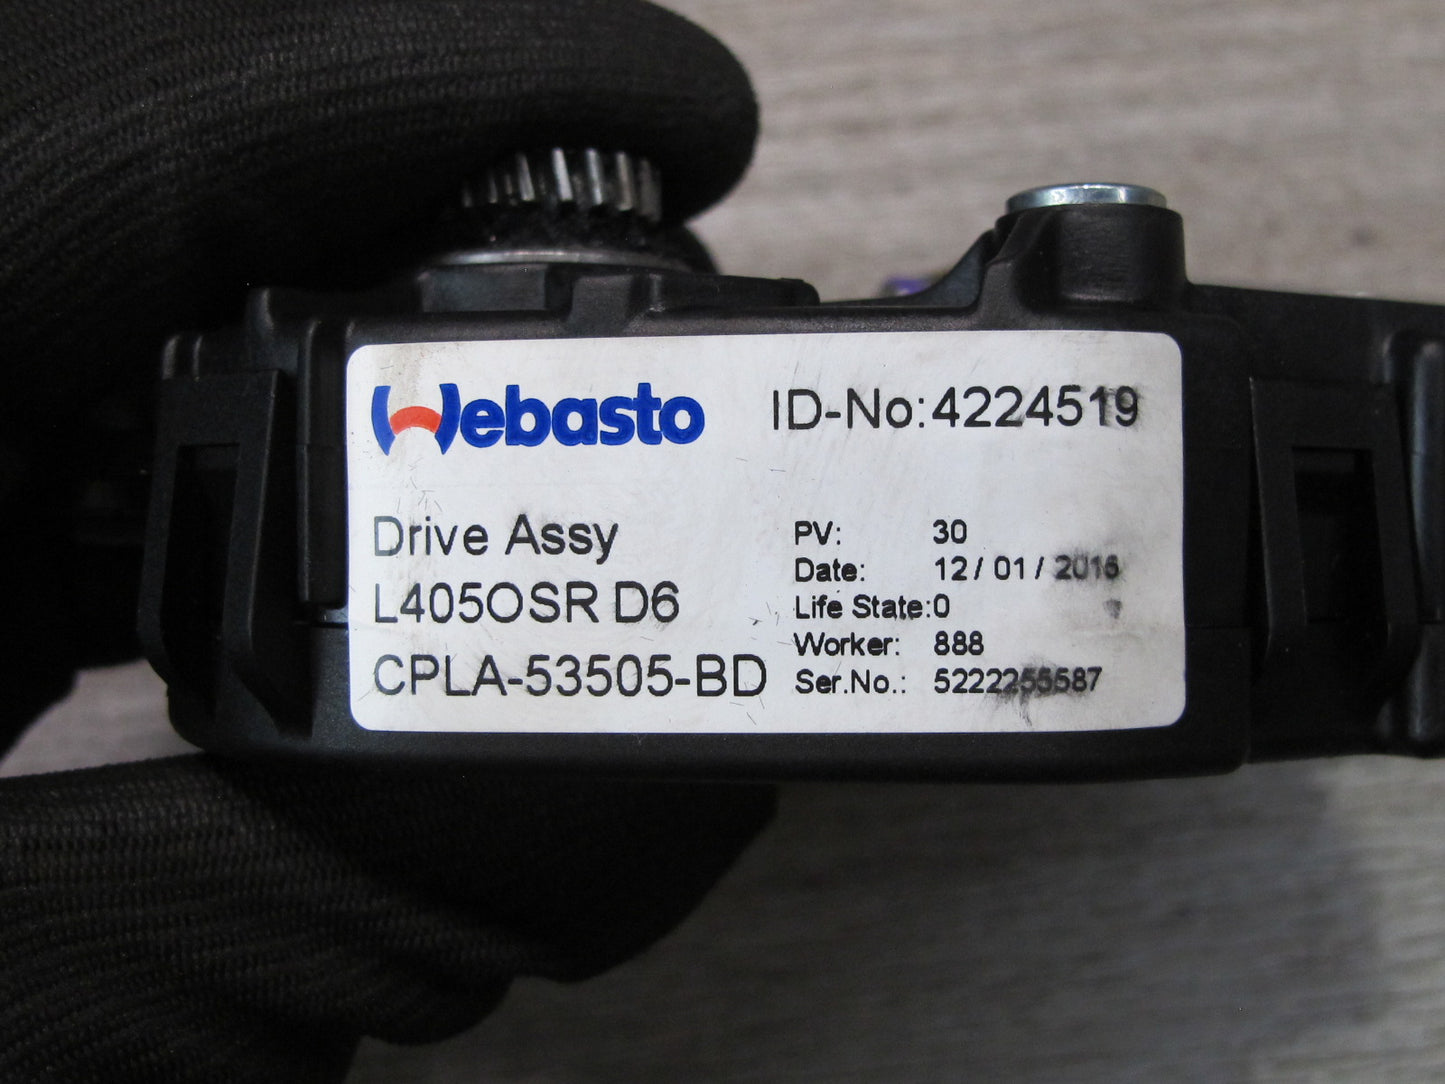 Webasto
ID-No:4224519
Drive Assy
L405OSR D6
CPLA-53505-BD
PV: 30
Date: 12/01/2016
Life State:0
Worker: 888
Ser.No.: 5222255587